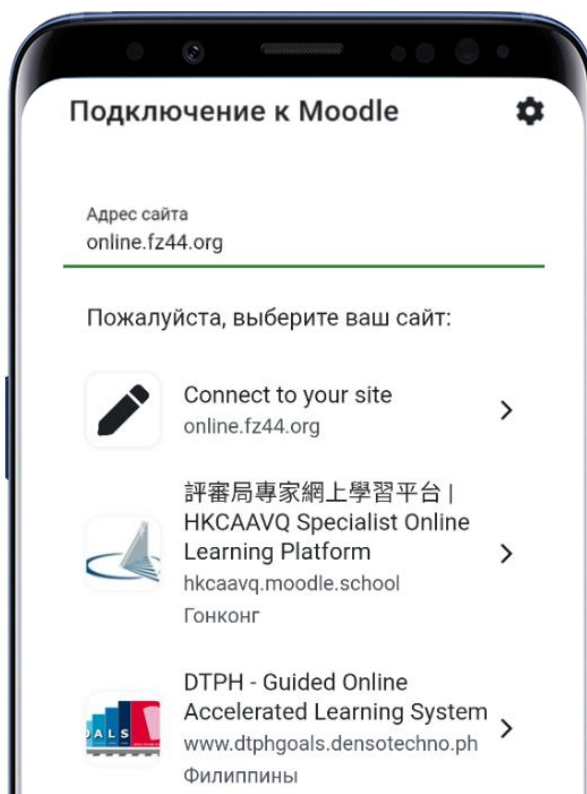 Подключение к Moodle
Адрес сайта
online.fz44.org
Пожалуйста, выберите ваш сайт:
Connect to your site
online.fz44.org
評審局專家網上學習平台 |
HKCAAVQ Specialist Online
Learning Platform
hkcaavq.moodle.school
Гонконг
DTPH - Guided Online
Accelerated Learning System
OALS
www.dtphgoals.densotechno.ph
Филиппины